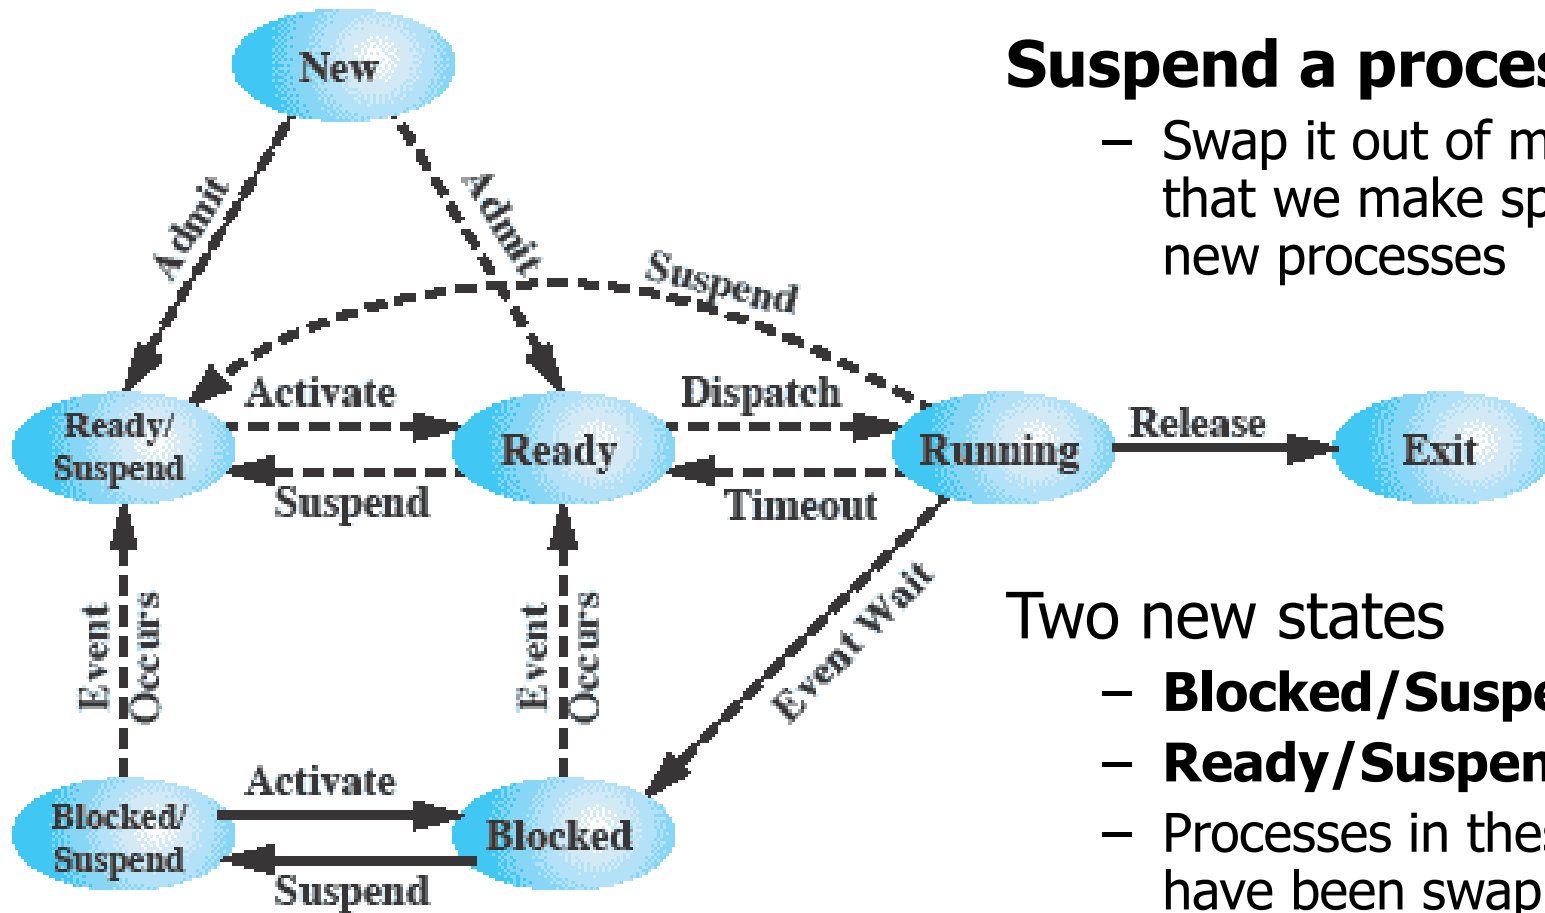 New
Suspend a proces
– Swap it out of m
that we make sp
new processes
Admit
Admit
Suspend
Ready/
Suspend
Activate
Suspend
Ready
Dispatch
Timeout
Running
Release
Exit
Event
Occurs
Event
Occurs
Event Wait
Two new states
– Blocked/Suspe
– Ready/Suspen
– Processes in thes
have been swap
Blocked/
Suspend
Activate
Suspend
Blocked